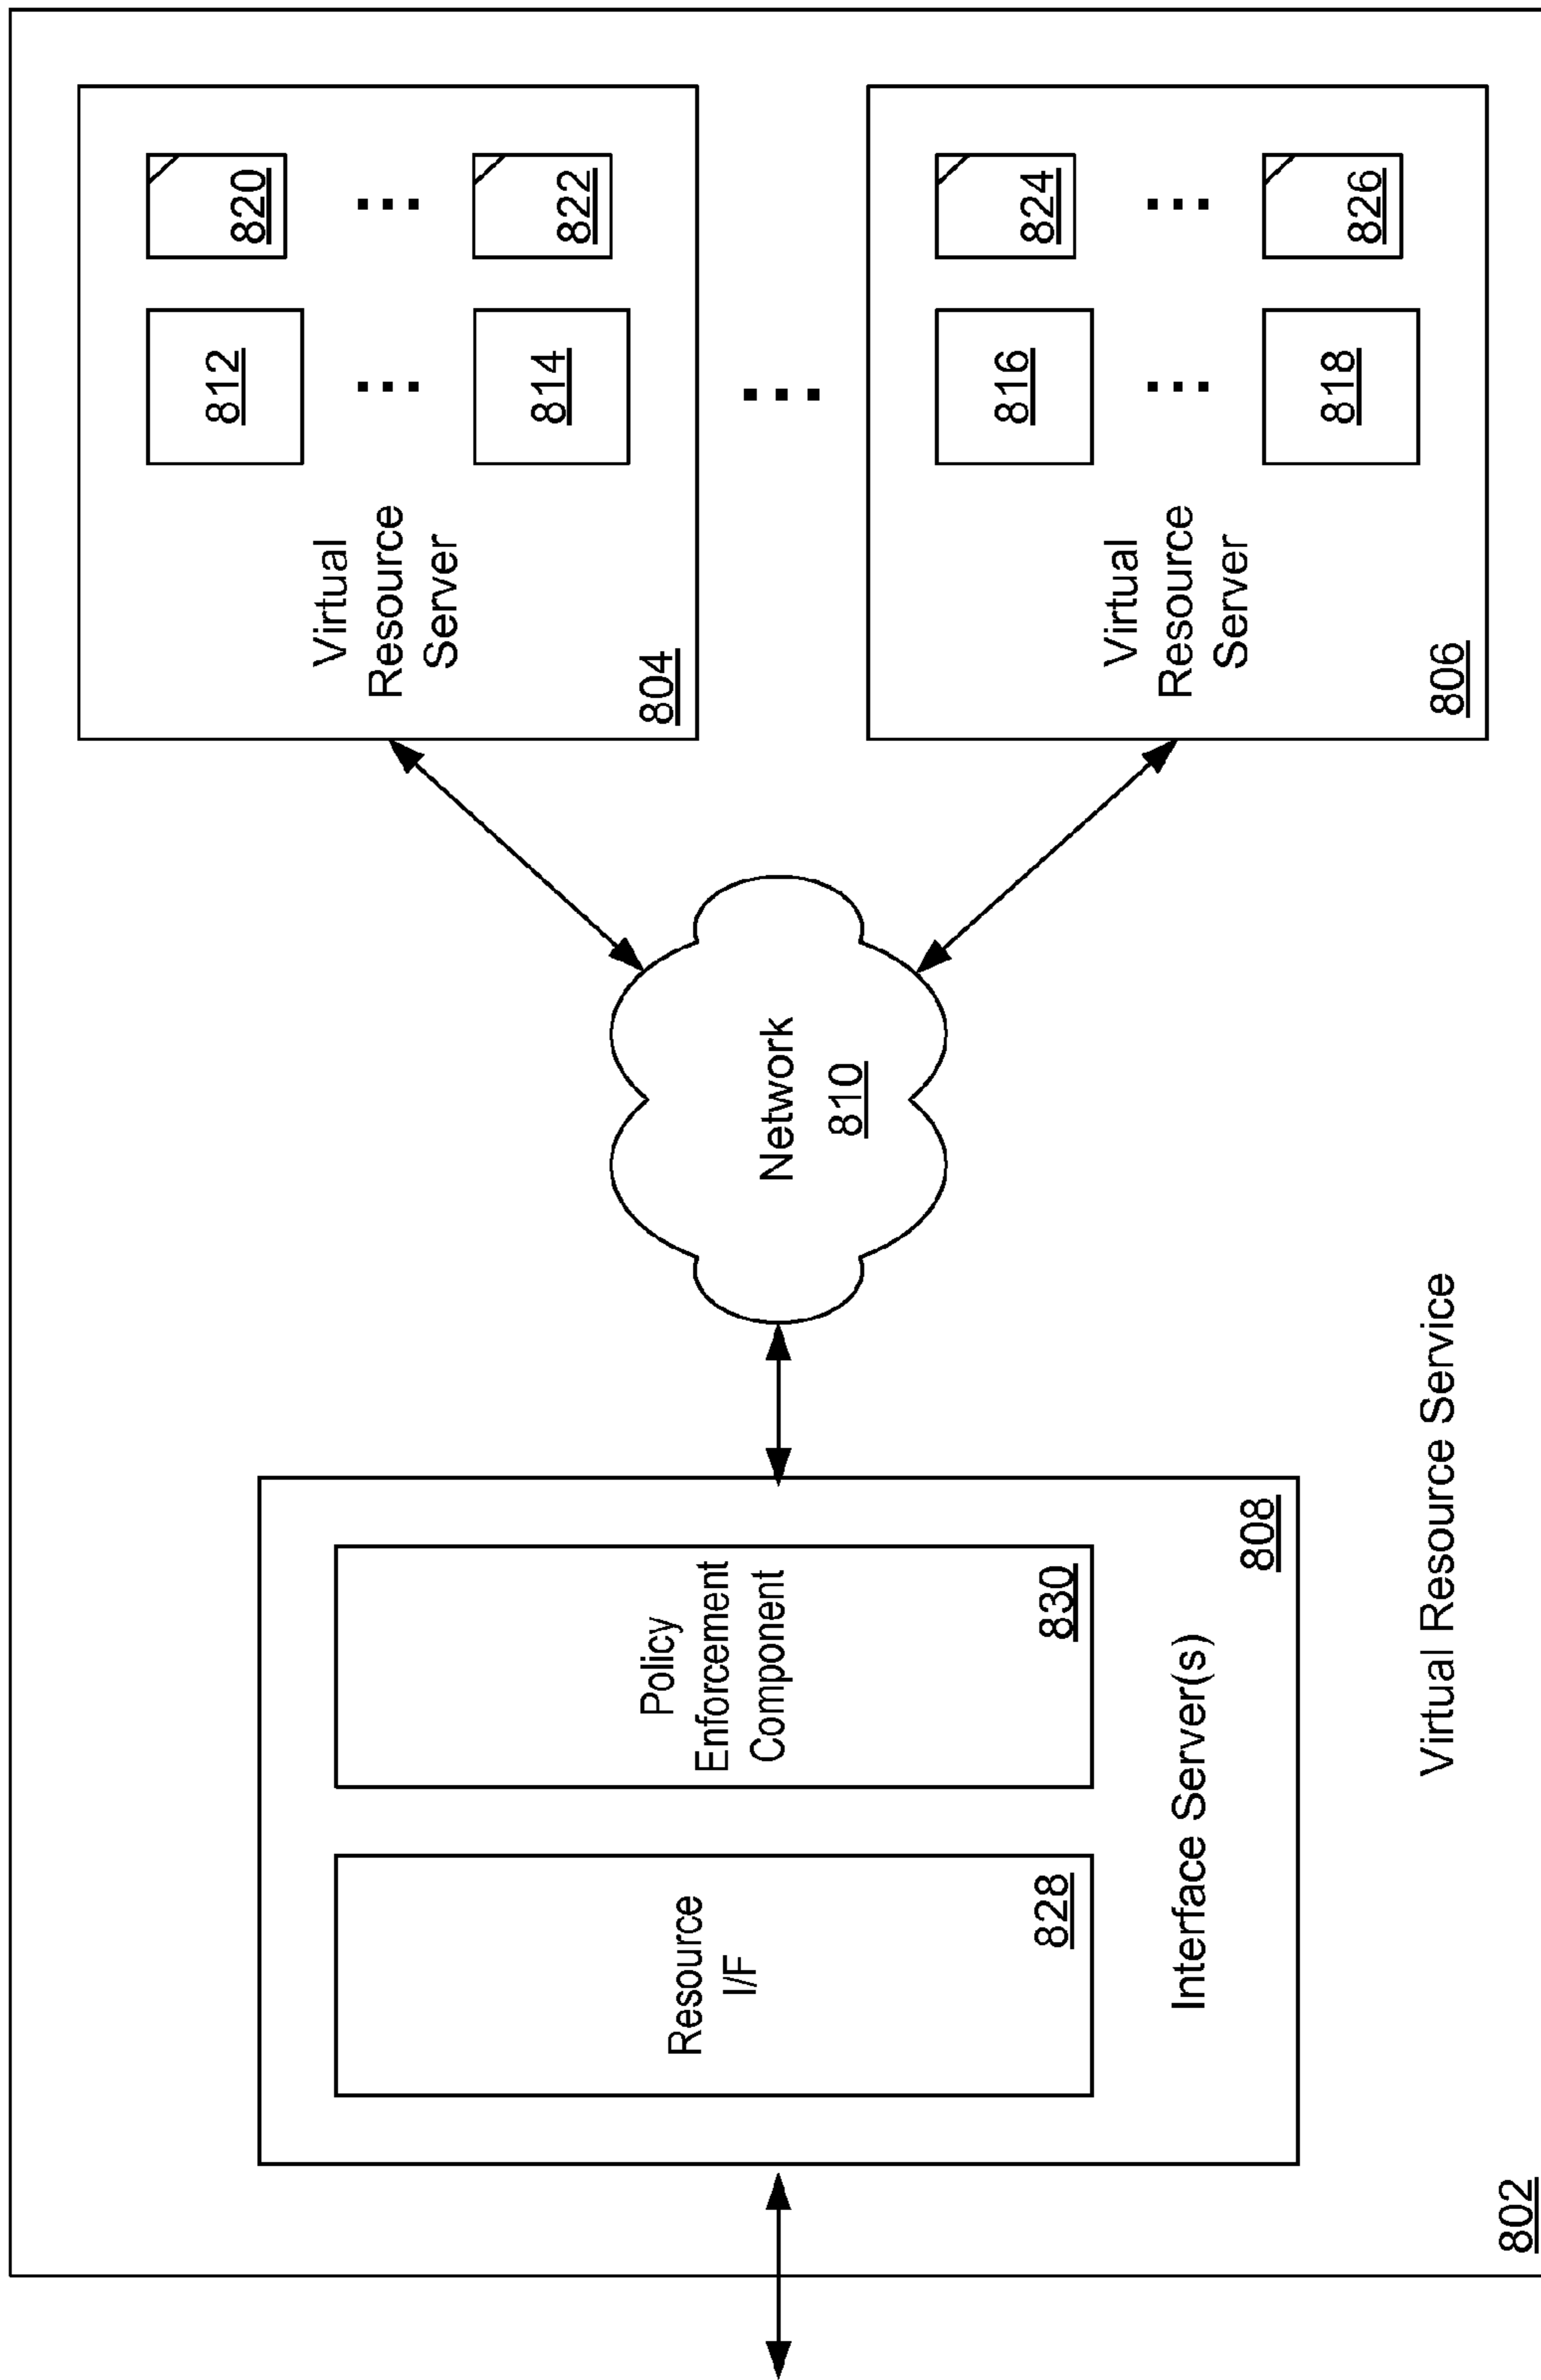 Resource
I/F
828
Policy
Enforcement
Component
830
Interface Server(s)
808
Network
810
Virtual
Resource
Server
804
812
...
814
820
...
822
...
Virtual
Resource
Server
806
816
...
818
824
...
826
Virtual Resource Service
802